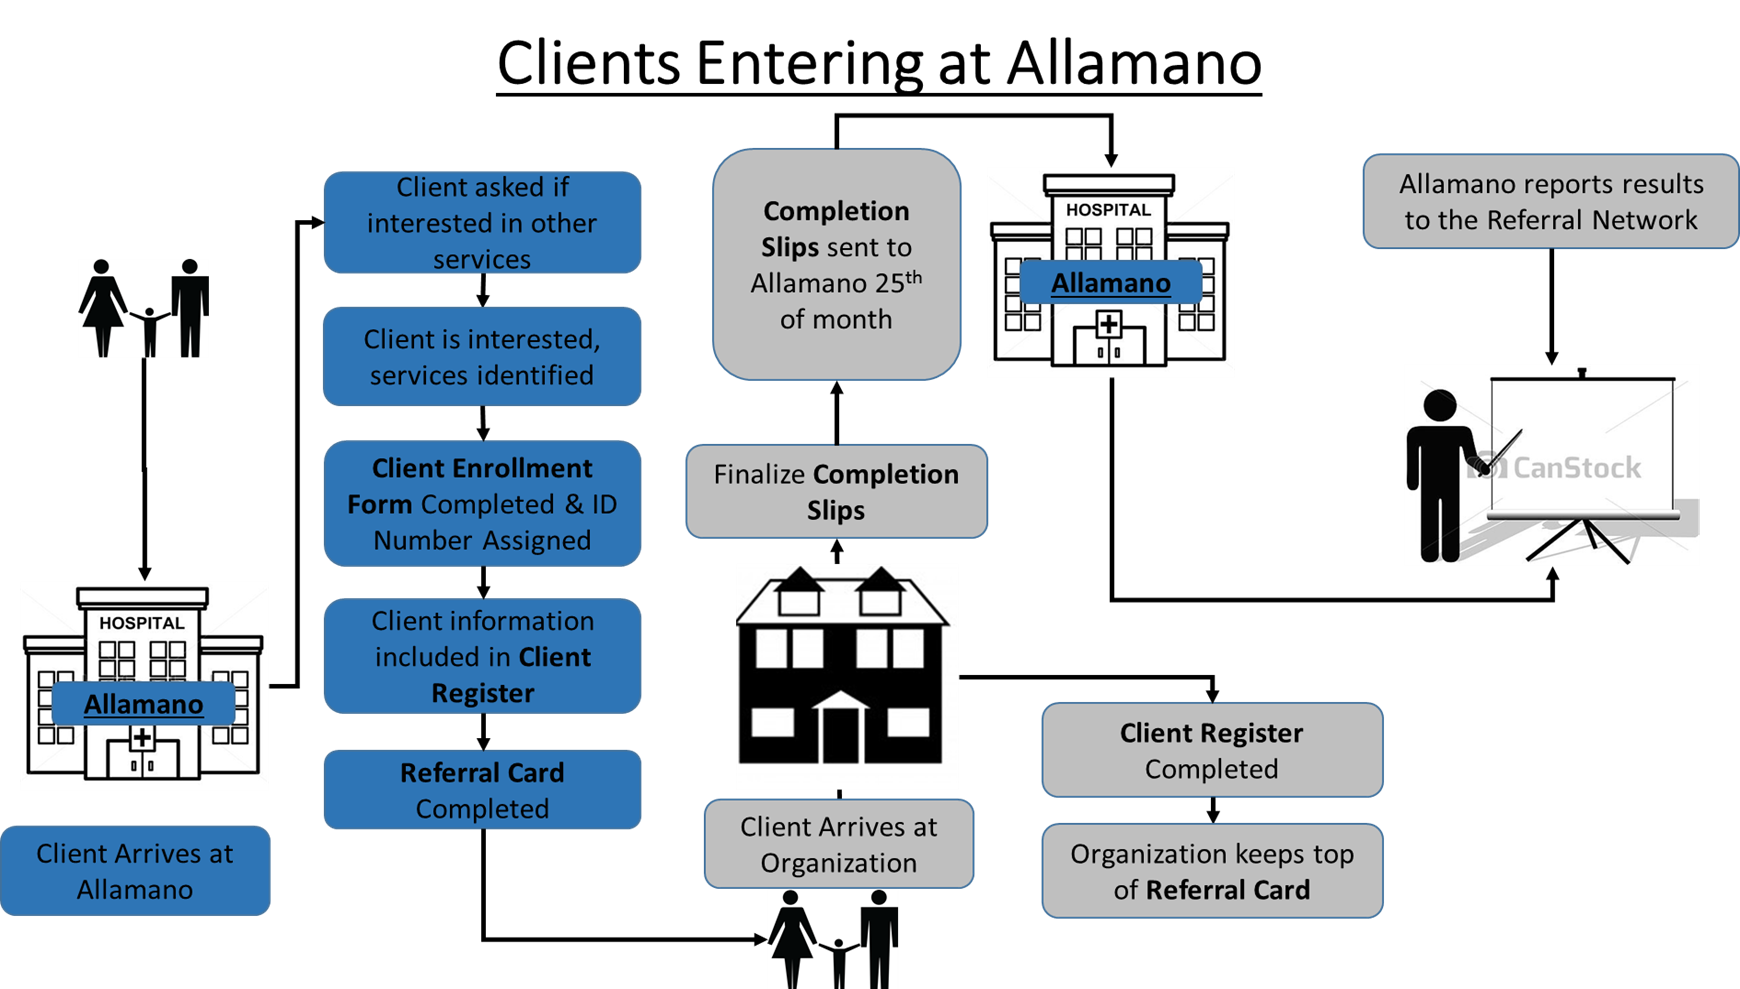 Clients Entering at Allamano
Client asked if
interested in other
services
Client is interested,
services identified
Client Enrollment
Form Completed & ID
Number Assigned
Client information
included in Client
Register
Referral Card
Completed
HOSPITAL
Allamano
Client Arrives at
Allamano
Completion
Slips sent to
Allamano 25th
of month
Finalize Completion
Slips
Client Arrives at
Organization
HOSPITAL
Allamano
Client Register
Completed
Organization keeps top
of Referral Card
Allamano reports results
to the Referral Network
CanStock